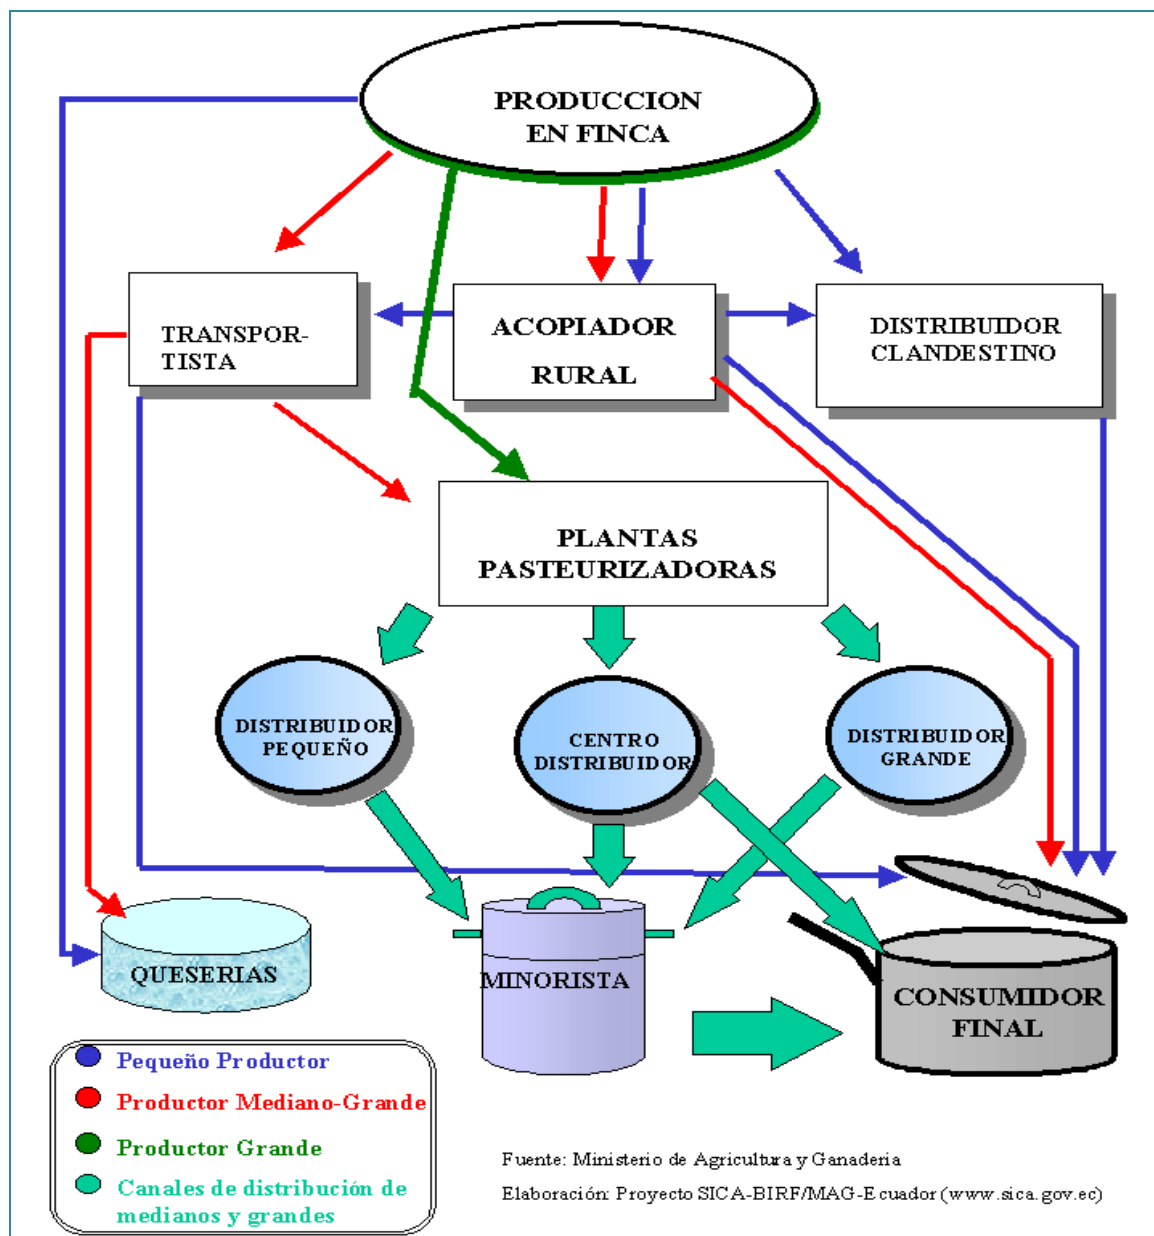 PRODUCCION
EN FINCA
TRANSPOR-
TISTA
ACOPIADOR
RURAL
DISTRIBUIDOR
CLANDESTINO
PLANTAS
PASTEURIZADORAS
DISTRIBUIDOR
PEQUEÑO
CENTRO
DISTRIBUIDOR
DISTRIBUIDOR
GRANDE
QUESERIAS
MINORISTA
CONSUMIDOR
FINAL
Pequeño Productor
Productor Mediano-Grande
Productor Grande
Canales de distribución de
medianos y grandes
Fuente: Ministerio de Agricultura y Ganaderia
Elaboración: Proyecto SICA-BIRF/MAG-Ecuador (www.sica.gov.ec)